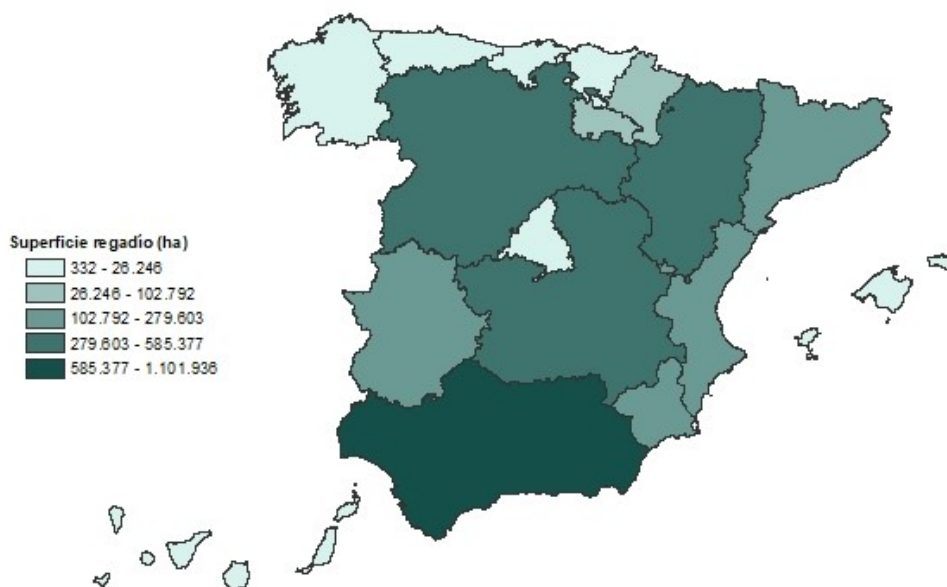 Superficie regadío (ha)
332 - 26.246
26.246 - 102.792
102.792 - 279.603
279.603 - 585.377
585.377 - 1.101.936